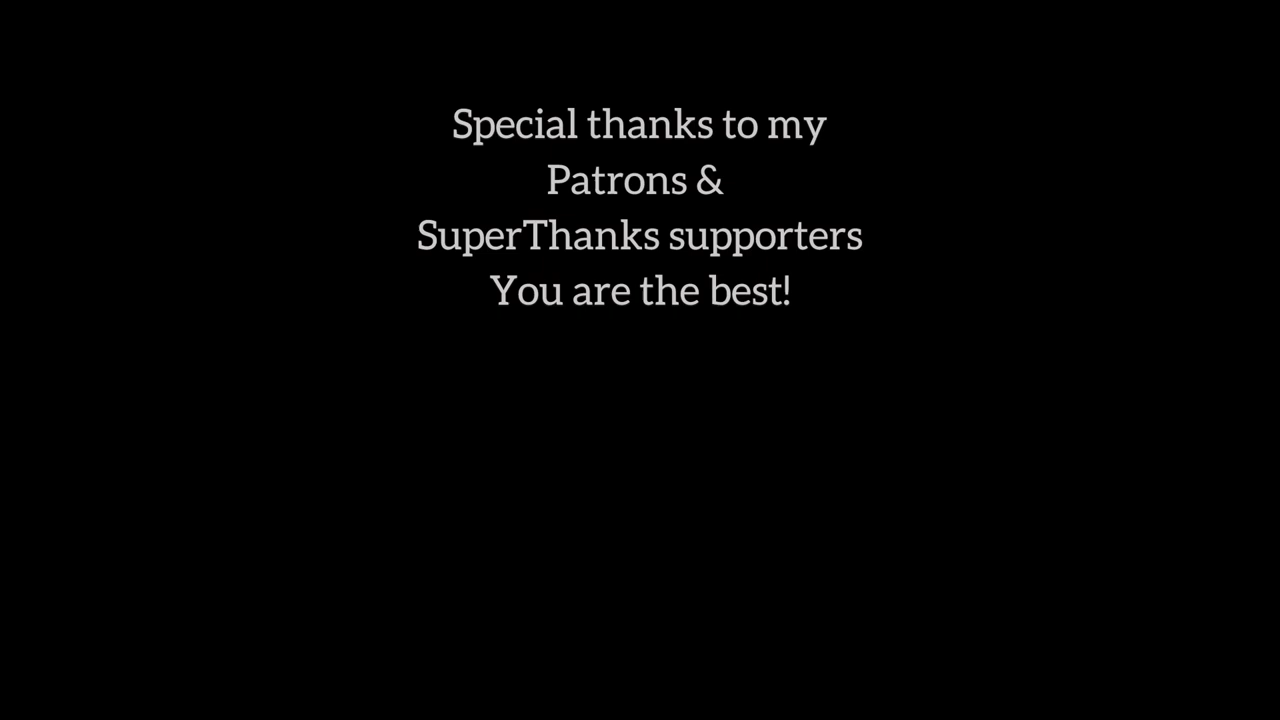 Special thanks to my
Patrons &
SuperThanks supporters
You are the best!